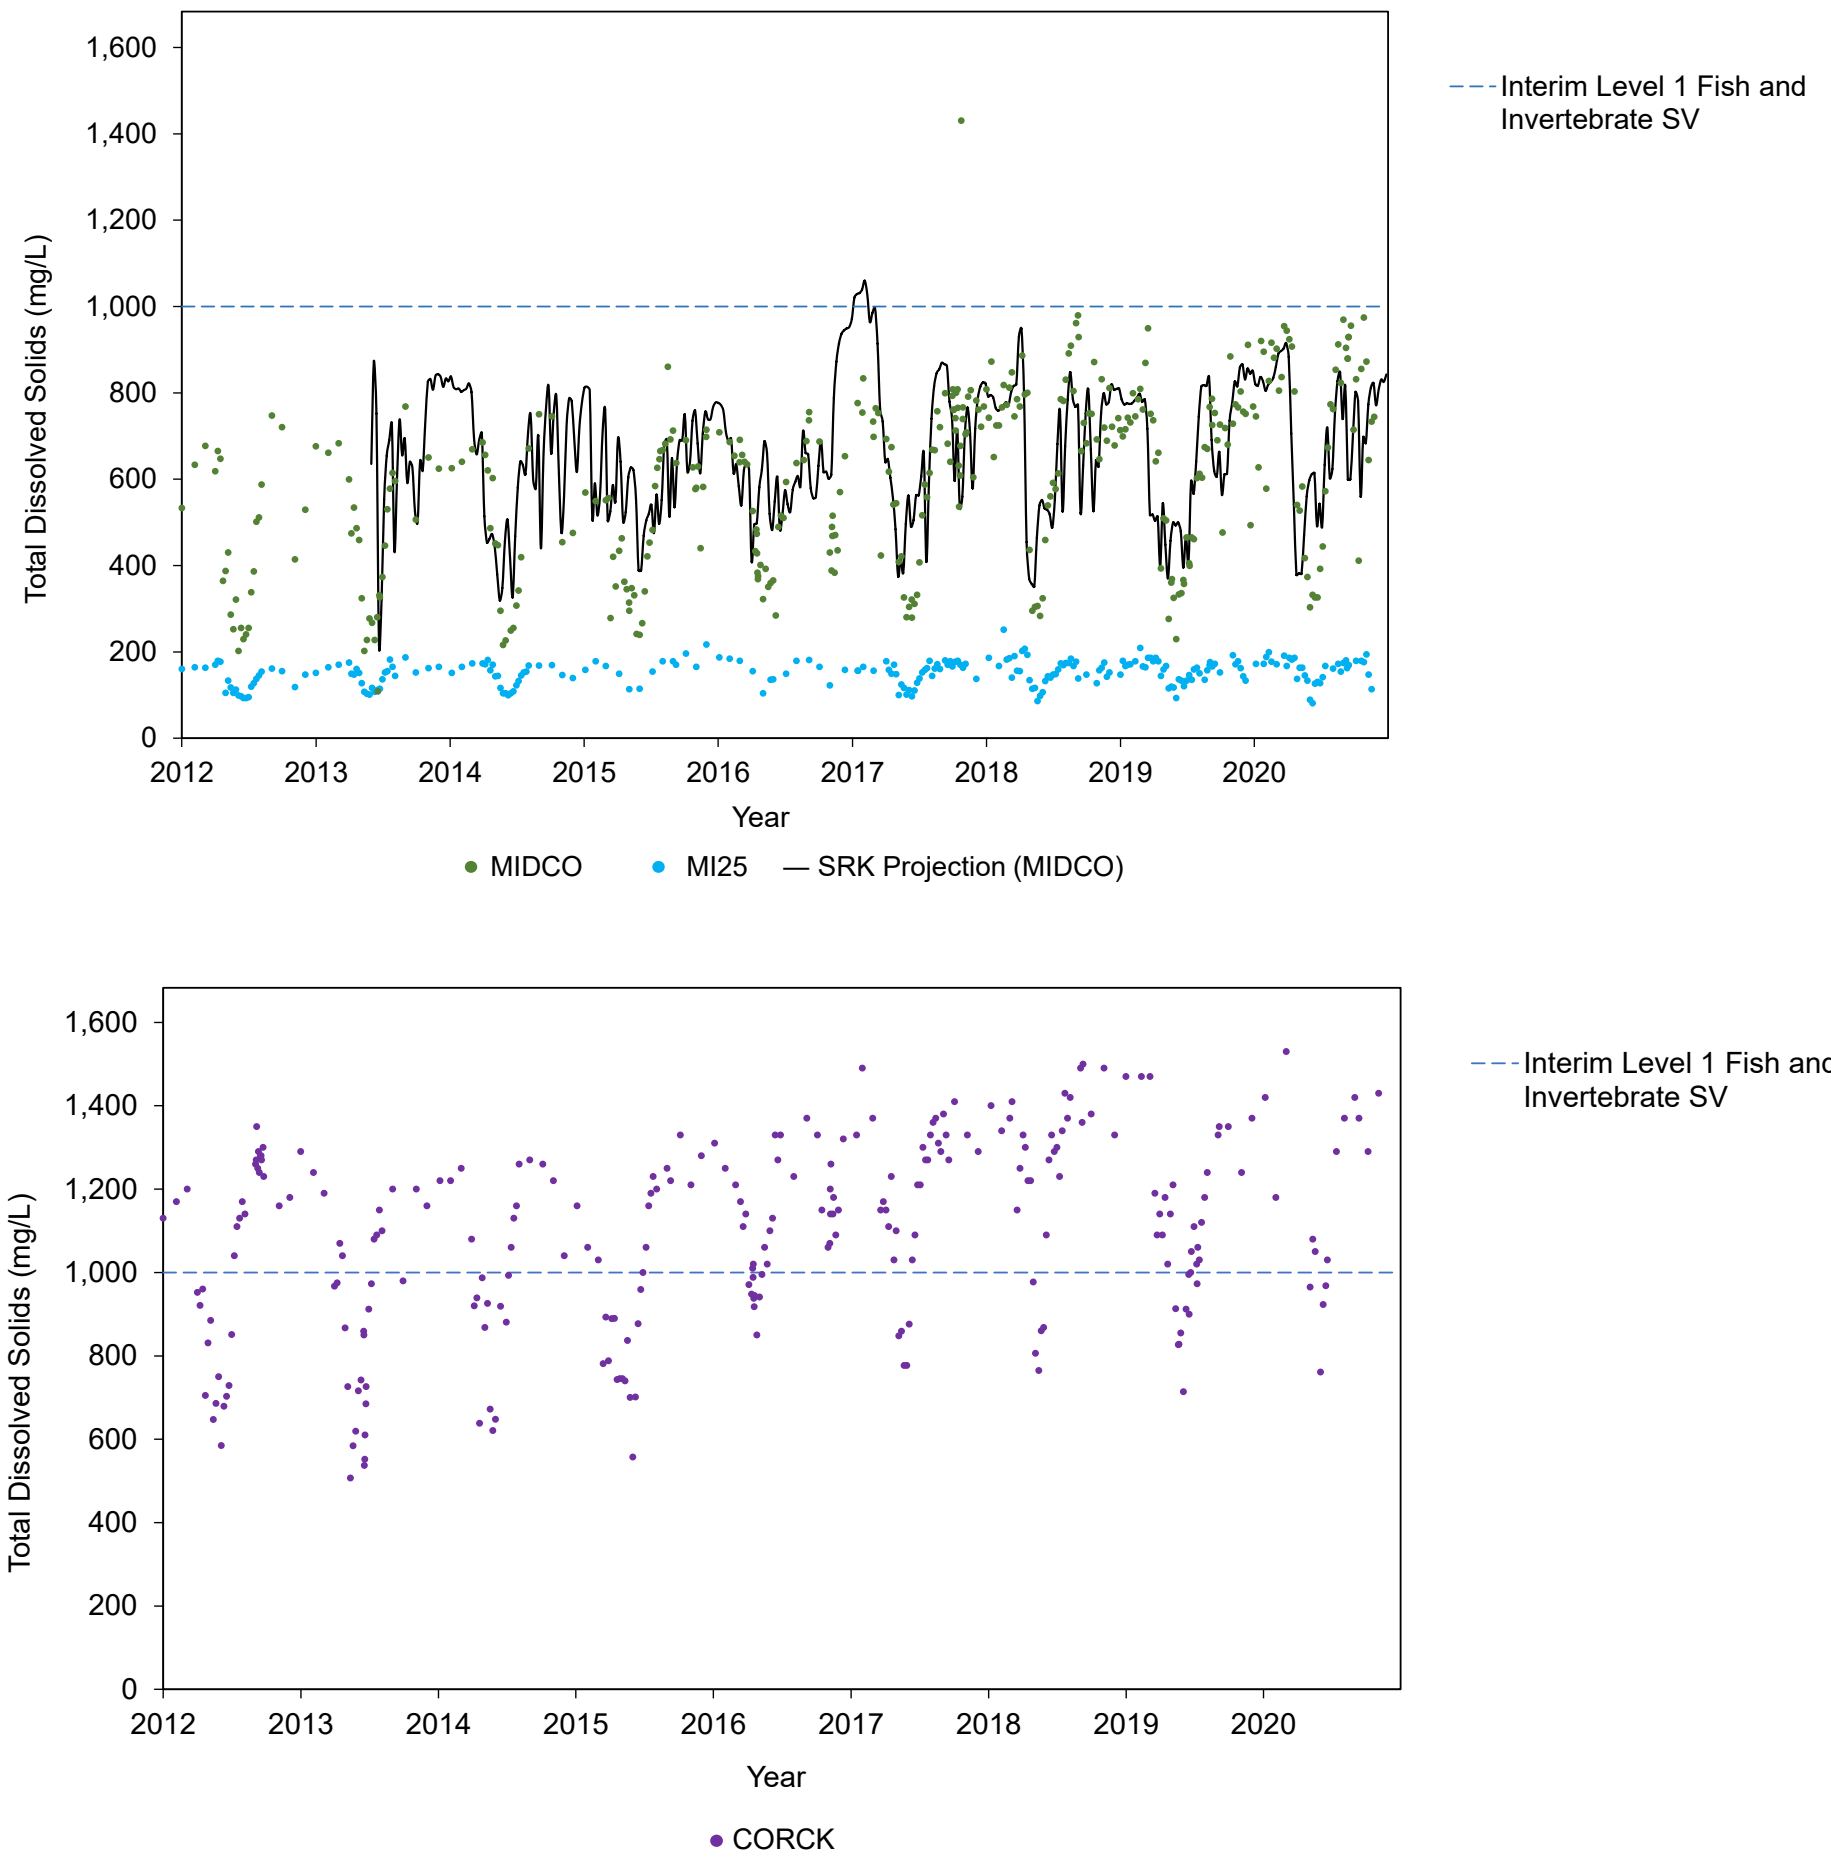 1,600
1,400
1,200
1,000
800
600
400
200
0
Total Dissolved Solids (mg/L)
2012 2013 2014 2015 2016 2017 2018 2019 2020
Year
MIDCO MI25 SRK Projection (MIDCO)
Interim Level 1 Fish and
Invertebrate SV
1,600
1,400
1,200
1,000
800
600
400
200
0
Total Dissolved Solids (mg/L)
2012 2013 2014 2015 2016 2017 2018 2019 2020
Year
CORCK
Interim Level 1 Fish and
Invertebrate SV